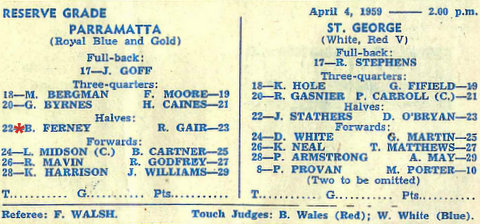 RESERVE GRADE
PARRAMATTA
(Royal Blue and Gold)
Full-back:
17—J. GOFF
Three-quarters:
18—M. BERGMAN F. MOORE—19
20—G. BYRNES H. CAINES—21
Halves:
22★B. FERNEY R. GAIR—23
Forwards:
24—L. MIDSON (C.) B. CARTNER—25
26—R. MAVIN R. GODFREY—27
28—K. HARRISON J. WILLIAMS—29
T........ G........ Pts........
April 4, 1959 —— 2.00 p.m.
ST. GEORGE
(White, Red V)
Full-back:
17—R. STEPHENS
Three-quarters:
18—K. HOLE G. FIFIELD—19
20—R. GASNIER P. CARROLL (C.)—21
Halves:
22—J. STATHERS D. O'BRYAN—23
Forwards:
24—D. WHITE G. MARTIN—25
26—K. NEAL T. MATTHEWS—27
28—P. ARMSTRONG A. MAY—29
8—P. PROVAN M. PORTER—10
(Two to be omitted)
T........ G........ Pts........
Referee: F. WALSH. Touch Judges: B. Wales (Red); W. White (Blue).